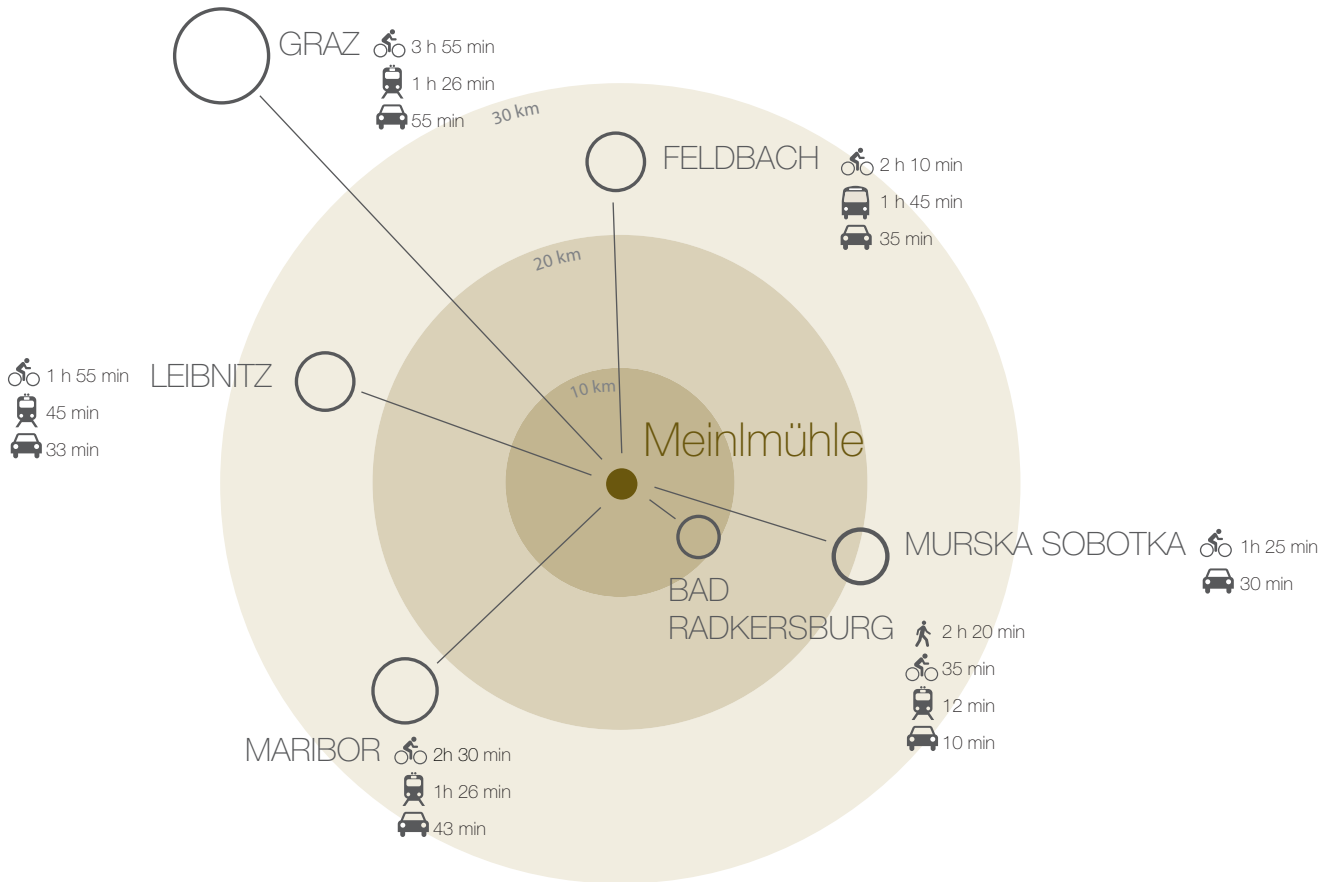 GRAZ
3 h 55 min
1 h 26 min
55 min
30 km
FELDBACH
2 h 10 min
1 h 45 min
35 min
20 km
LEIBNITZ
1 h 55 min
45 min
33 min
10 km
Meinlmühle
MURSKA SOBOTKA
1h 25 min
30 min
BAD
RADKERSBURG
2 h 20 min
35 min
12 min
10 min
MARIBOR
2h 30 min
1h 26 min
43 min